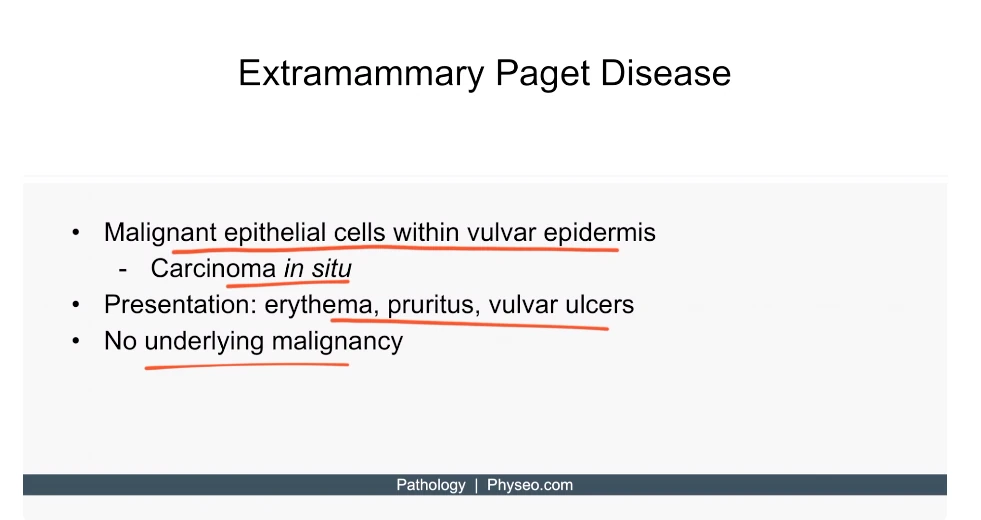 Extramammary Paget Disease
• Malignant epithelial cells within vulvar epidermis
- Carcinoma in situ
• Presentation: erythema, pruritus, vulvar ulcers
• No underlying malignancy
Pathology | Physeo.com